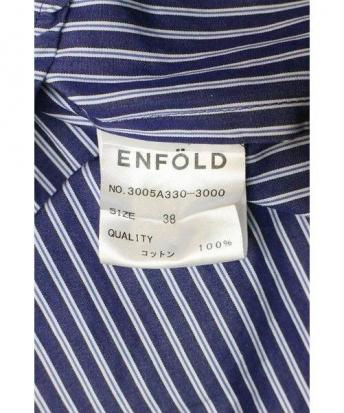 ENFÖLD
NO.3005A330-3000
SIZE 38
QUALITY
100%
コットン